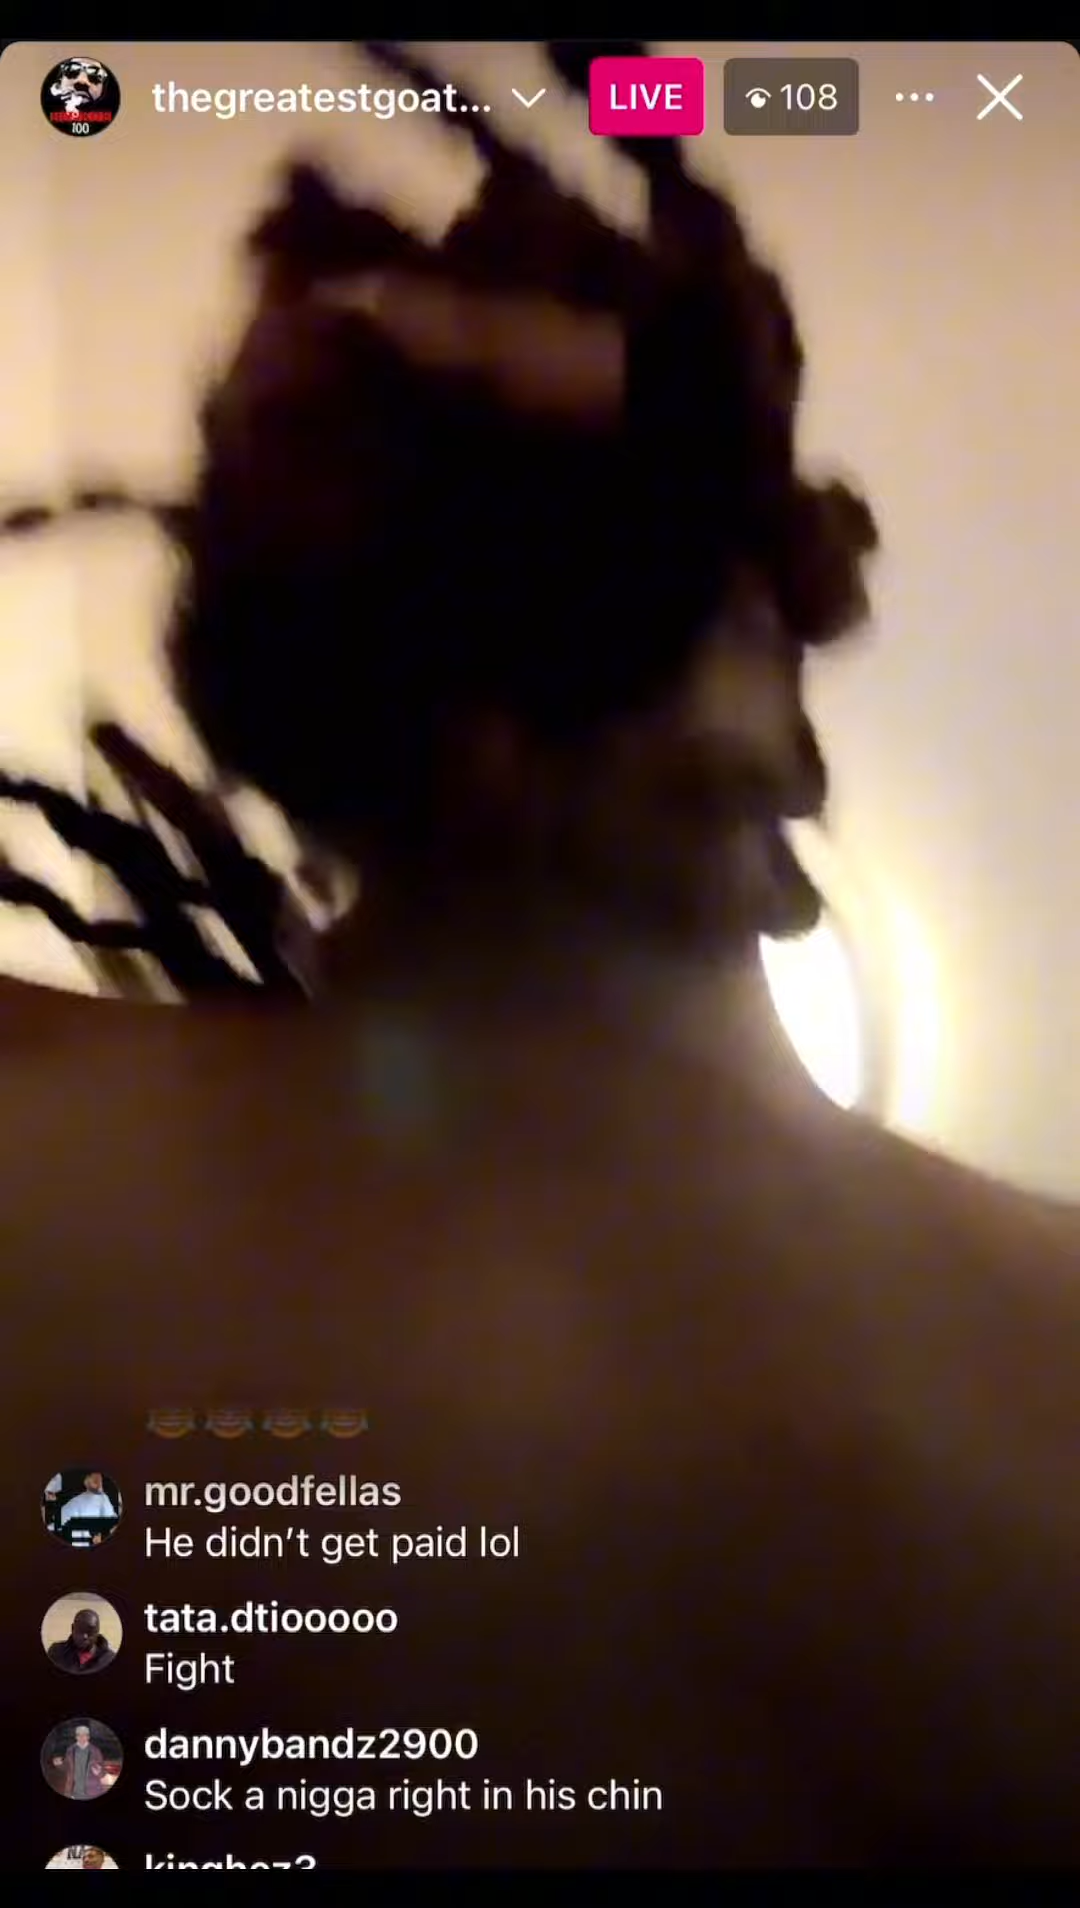 thegreatestgoat...
LIVE
108
100
mr.goodfellas
He didn’t get paid lol
tata.dtiooooo
Fight
dannybandz2900
Sock a nigga right in his chin